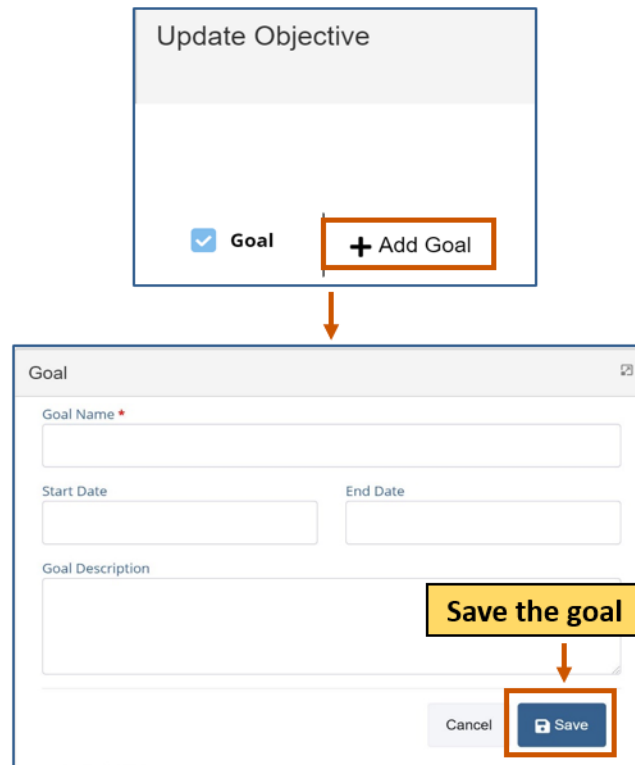 Update Objective
Goal
Add Goal
Goal
Goal Name *
Start Date End Date
Goal Description
Save the goal
Cancel Save